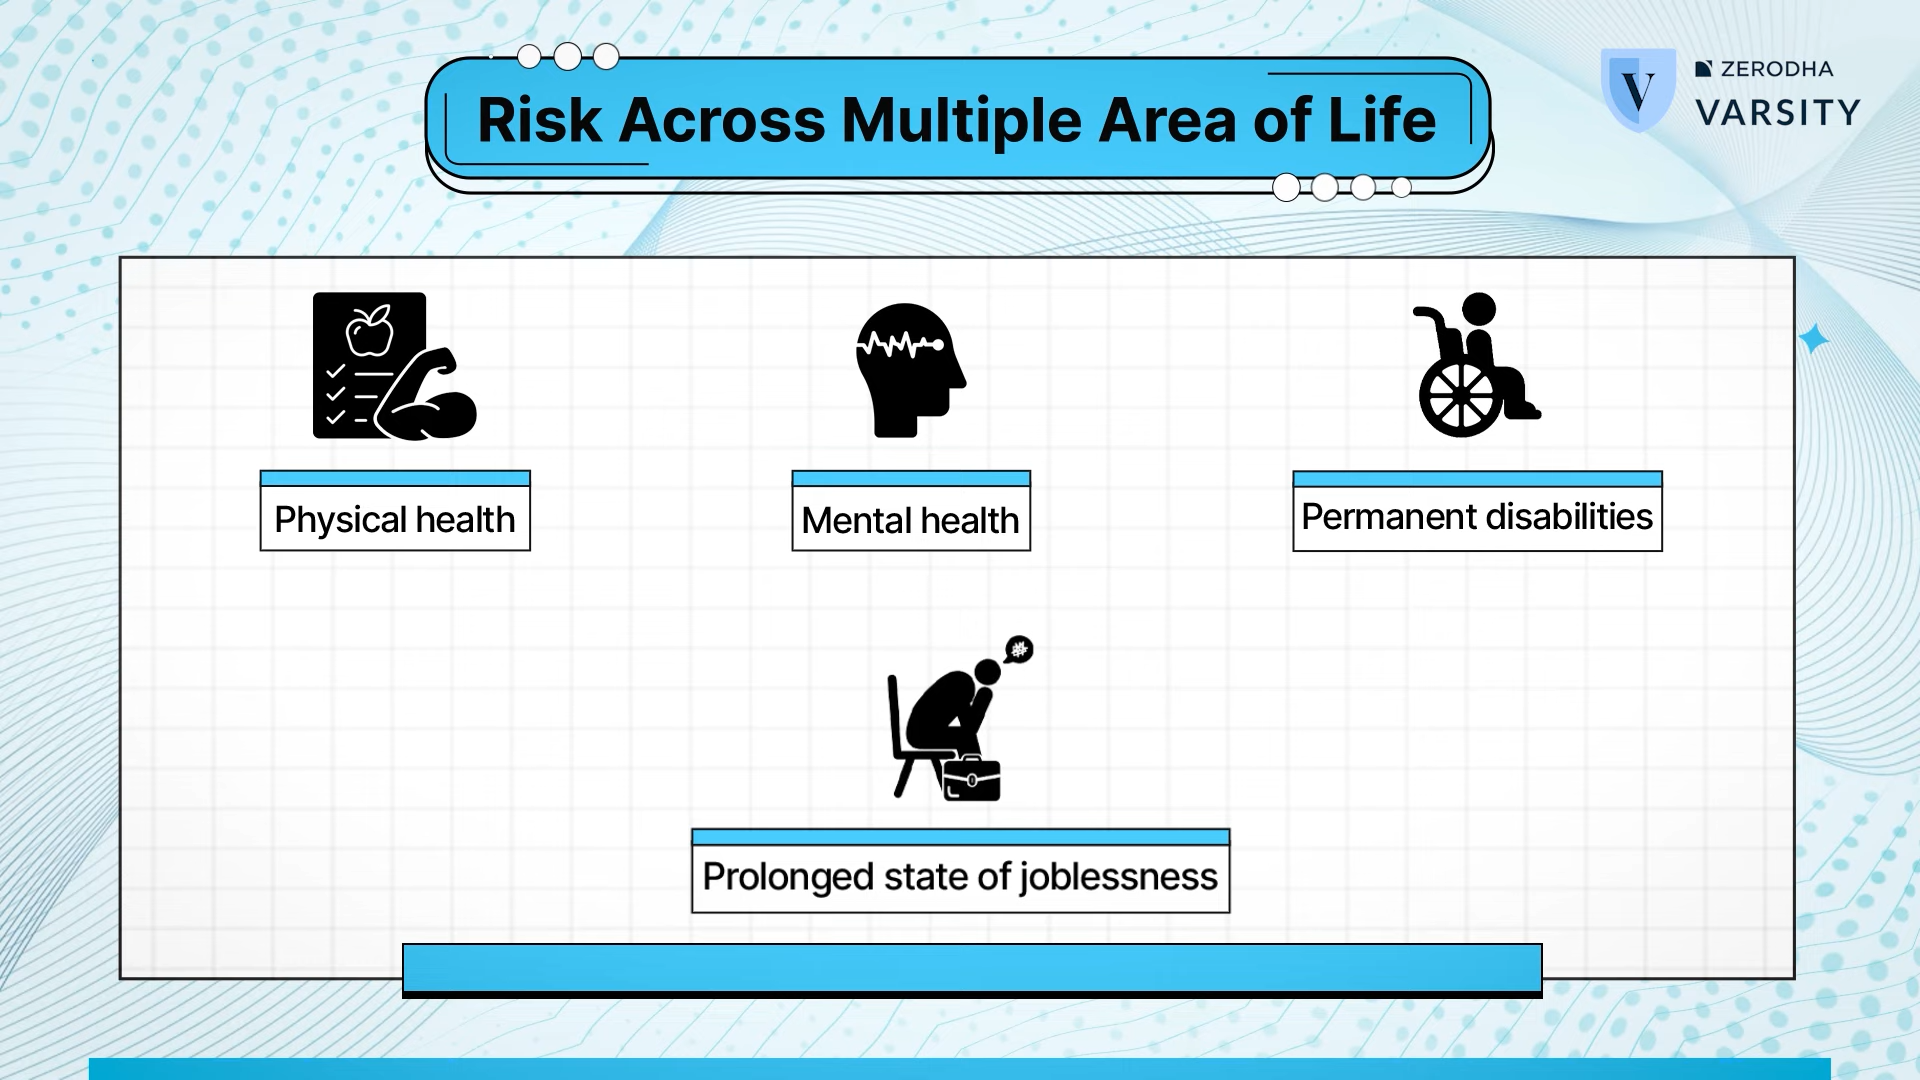 Risk Across Multiple Area of Life
V
ZERODHA
VARSITY
Physical health
Mental health
Permanent disabilities
Prolonged state of joblessness